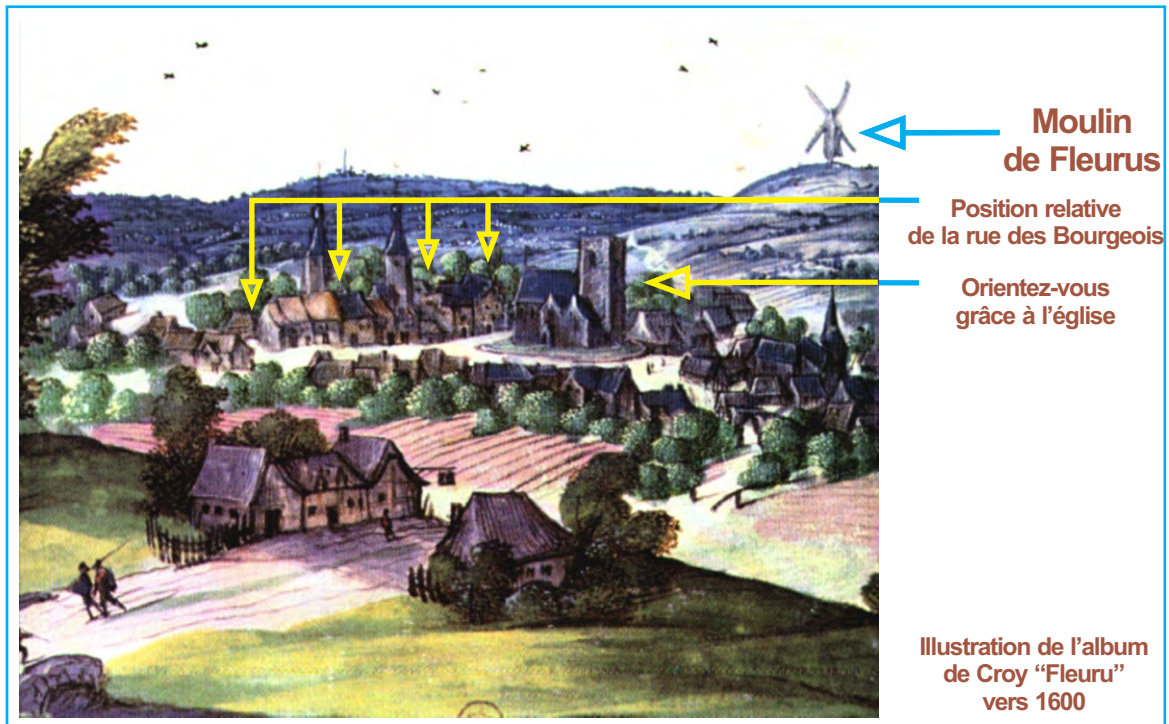 Moulin
de Fleurus
Position relative
de la rue des Bourgeois
Orientez-vous
grâce à l’église
Illustration de l’album
de Croy “Fleuru”
vers 1600